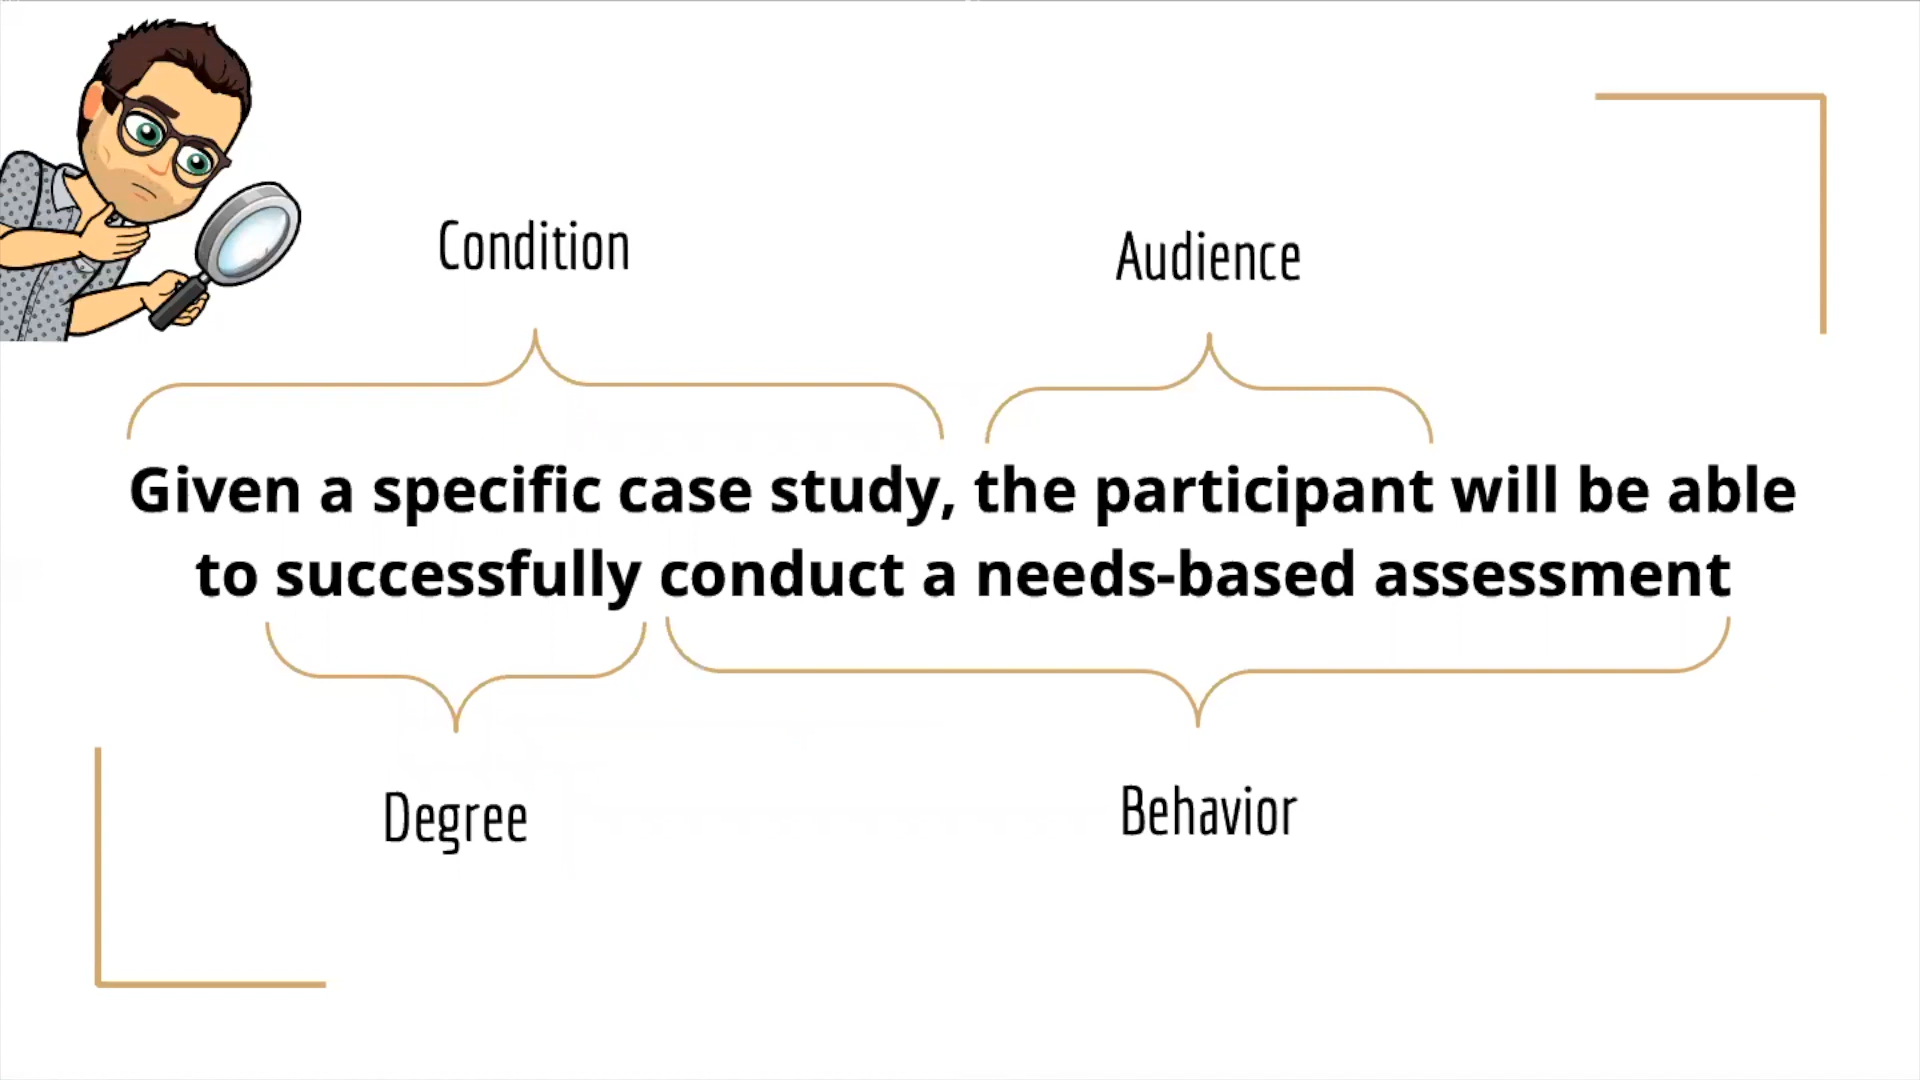 Condition
Audience
Given a specific case study, the participant will be able
to successfully conduct a needs-based assessment
Degree
Behavior